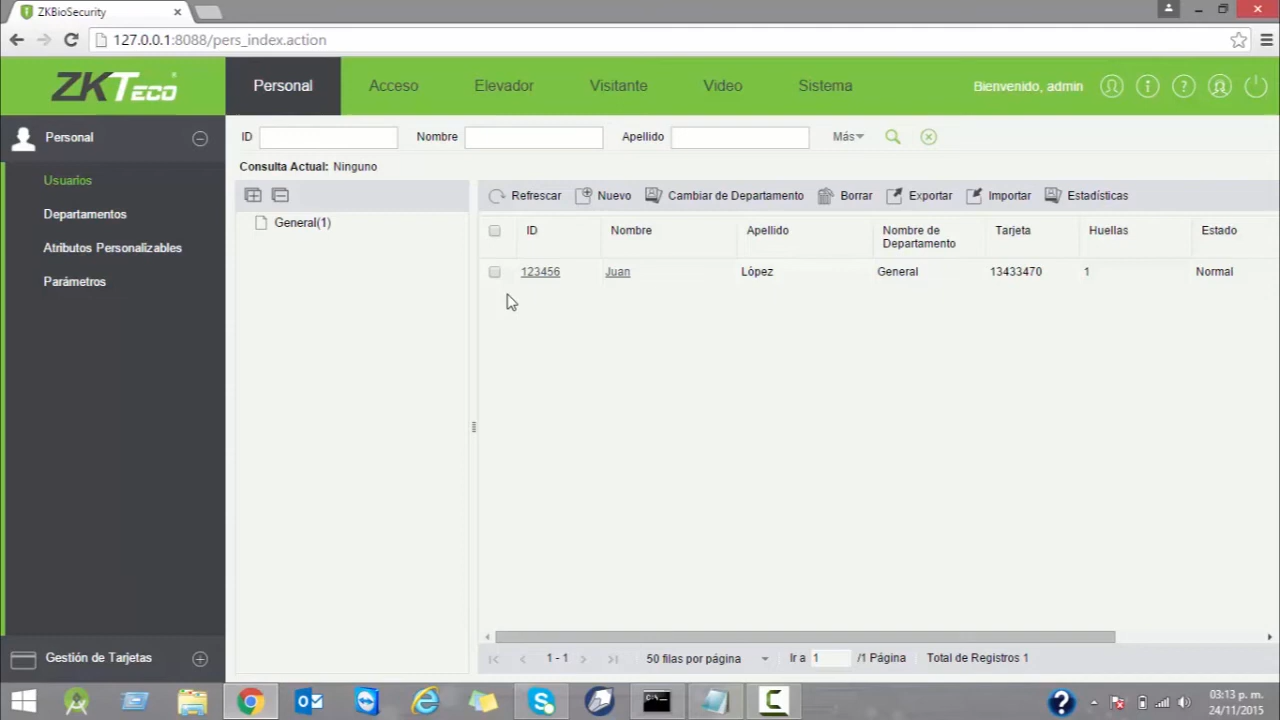 ZKBioSecurity
127.0.0.1:8088/pers_index.action
ZKTECO
Personal
Acceso
Elevador
Visitante
Video
Sistema
Bienvenido, admin
Personal
Usuarios
Departamentos
Atributos Personalizables
Parámetros
Gestión de Tarjetas
ID
Nombre
Apellido
Más
Consulta Actual: Ninguno
General(1)
Refrescar
Nuevo
Cambiar de Departamento
Borrar
Exportar
Importar
Estadísticas
ID
Nombre
Apellido
Nombre de
Departamento
Tarjeta
Huellas
Estado
123456
Juan
López
General
13433470
1
Normal
1 - 1
50 filas por página
Ir a 1 /1 Página
Total de Registros 1
03:13 p. m.
24/11/2015